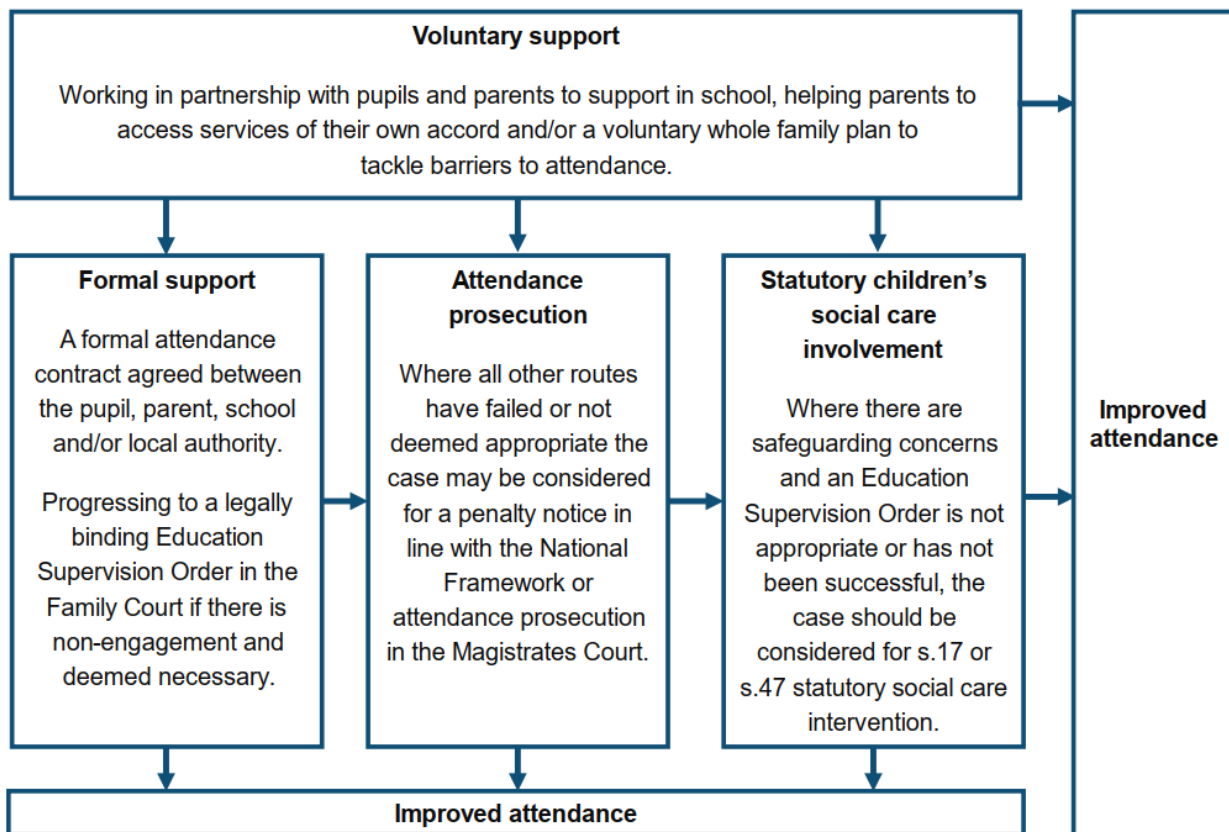 Voluntary support
Working in partnership with pupils and parents to support in school, helping parents to
access services of their own accord and/or a voluntary whole family plan to
tackle barriers to attendance.
Formal support
A formal attendance
contract agreed between
the pupil, parent, school
and/or local authority.
Progressing to a legally
binding Education
Supervision Order in the
Family Court if there is
non-engagement and
deemed necessary.
Attendance
prosecution
Where all other routes
have failed or not
deemed appropriate the
case may be considered
for a penalty notice in
line with the National
Framework or
attendance prosecution
in the Magistrates Court.
Statutory children’s
social care
involvement
Where there are
safeguarding concerns
and an Education
Supervision Order is not
appropriate or has not
been successful, the
case should be
considered for s.17 or
s.47 statutory social care
intervention.
Improved
attendance
Improved attendance